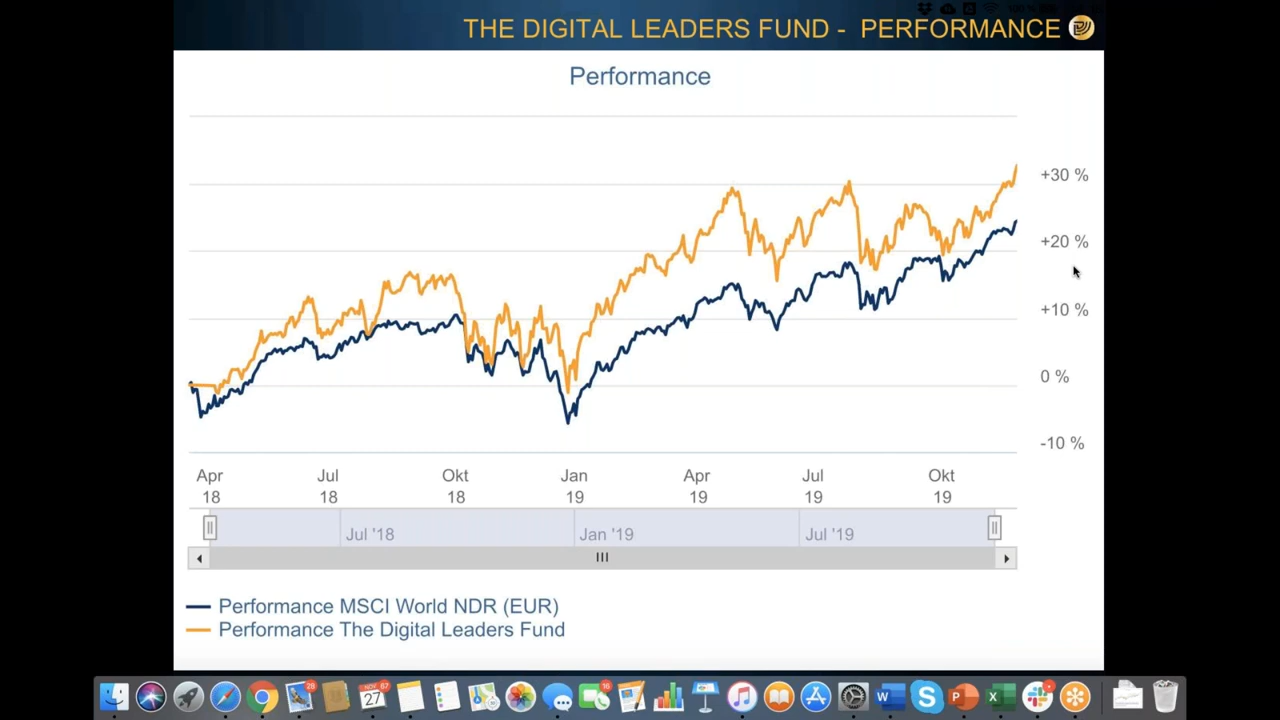 THE DIGITAL LEADERS FUND - PERFORMANCE
Performance
+30 %
+20 %
+10 %
0 %
-10 %
Apr Jul Okt Jan Apr Jul Okt
18 18 18 19 19 19 19
Jul '18 Jan '19 Jul '19
Performance MSCI World NDR (EUR)
Performance The Digital Leaders Fund
NOV 27
W S P X